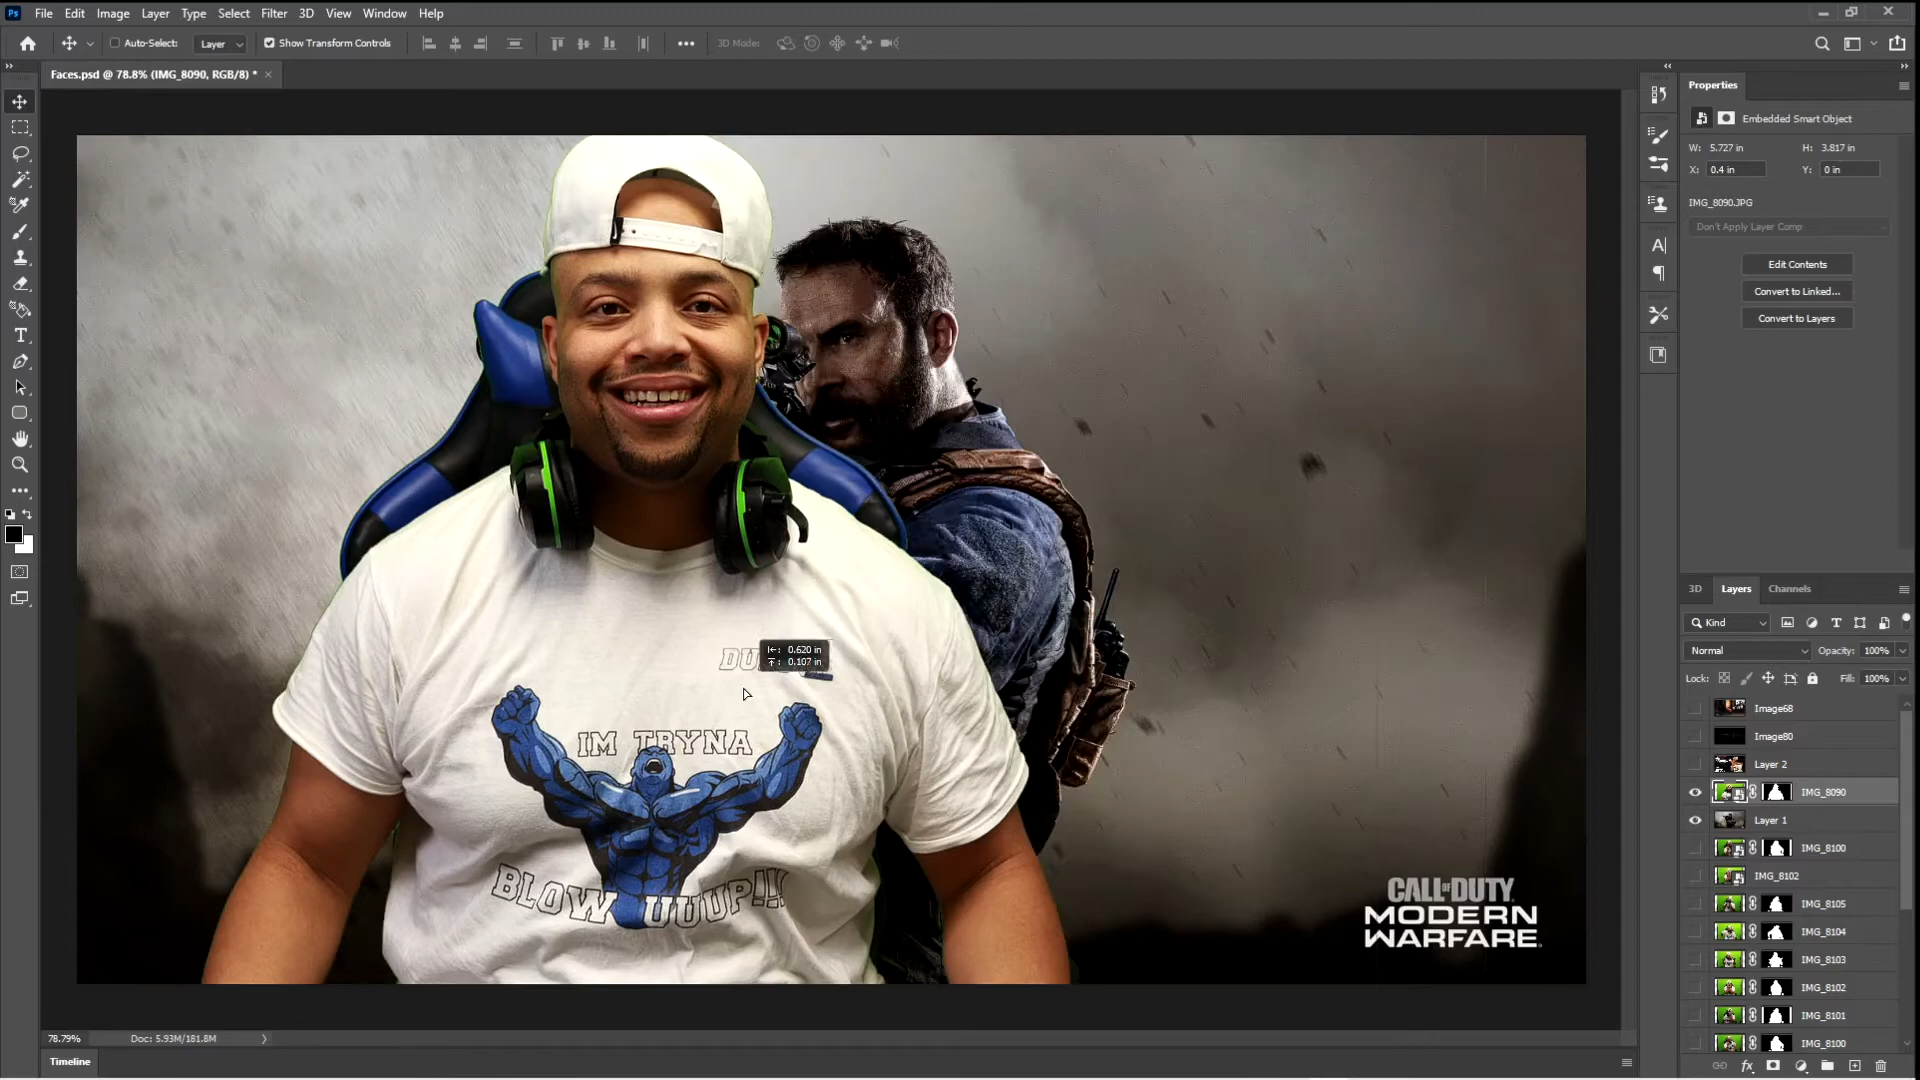 Ps File Edit Image Layer Type Select Filter 3D View Window Help
Auto-Select: Layer Show Transform Controls 3D Mode:
Faces.psd @ 78.8% (IMG_8090, RGB/8) *
Properties
Embedded Smart Object
W: 5.727 in H: 3.817 in
X: 0.4 in Y: 0 in
IMG_8090.JPG
Don't Apply Layer Comp
Edit Contents
Convert to Linked...
Convert to Layers
0.620 in
0.107 in
IM TRYNA
BLOW UUUP!!!
CALL OF DUTY
MODERN
WARFARE
3D Layers Channels
Kind
Normal Opacity: 100%
Lock: Fill: 100%
Image68
Image80
Layer 2
IMG_8090
Layer 1
IMG_8100
IMG_8102
IMG_8105
IMG_8104
IMG_8103
IMG_8102
IMG_8101
IMG_8100
78.79% Doc: 5.93M/181.8M
Timeline